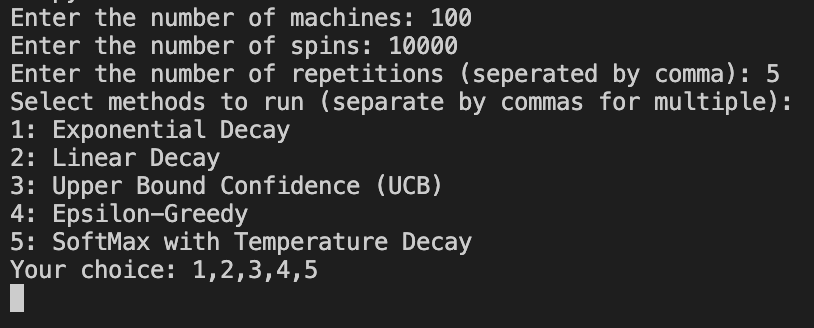 Enter the number of machines: 100
Enter the number of spins: 10000
Enter the number of repetitions (seperated by comma): 5
Select methods to run (separate by commas for multiple):
1: Exponential Decay
2: Linear Decay
3: Upper Bound Confidence (UCB)
4: Epsilon-Greedy
5: SoftMax with Temperature Decay
Your choice: 1,2,3,4,5